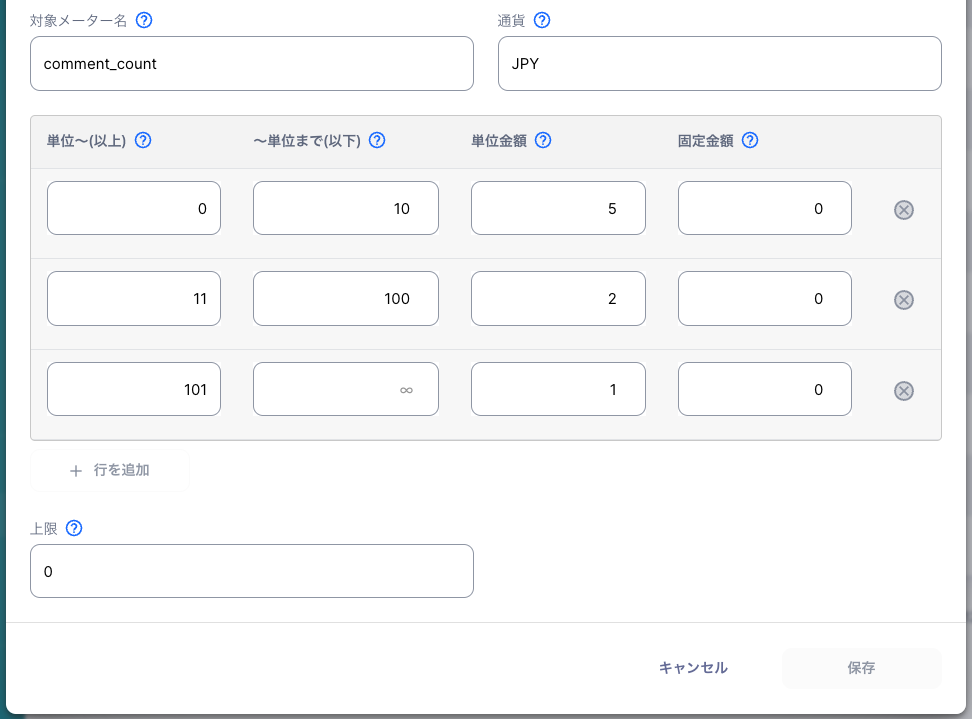 対象メーター名 ?
通貨 ?
comment_count
JPY
単位〜(以上) ? 〜単位まで(以下) ? 単位金額 ? 固定金額 ?
0 10 5 0
11 100 2 0
101 ∞ 1 0
+ 行を追加
上限 ?
0
キャンセル 保存